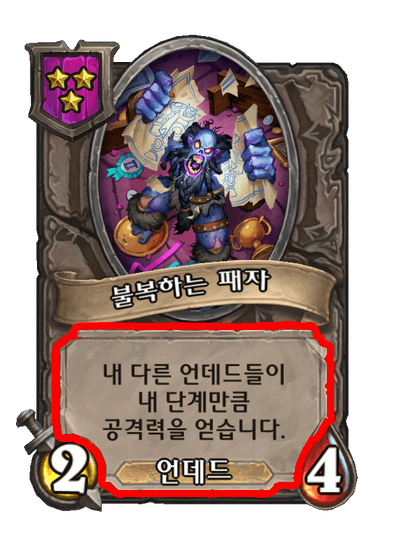 불복하는 패자
내 다른 언데드들이
내 단계만큼
공격력을 얻습니다.
2
언데드
4